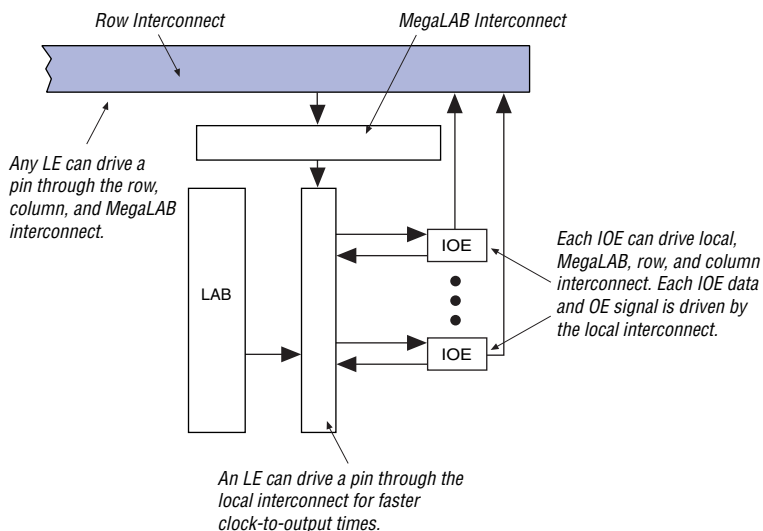 Row Interconnect
MegaLAB Interconnect
Any LE can drive a
pin through the row,
column, and MegaLAB
interconnect.
LAB
IOE
IOE
Each IOE can drive local,
MegaLAB, row, and column
interconnect. Each IOE data
and OE signal is driven by
the local interconnect.
An LE can drive a pin through the
local interconnect for faster
clock-to-output times.